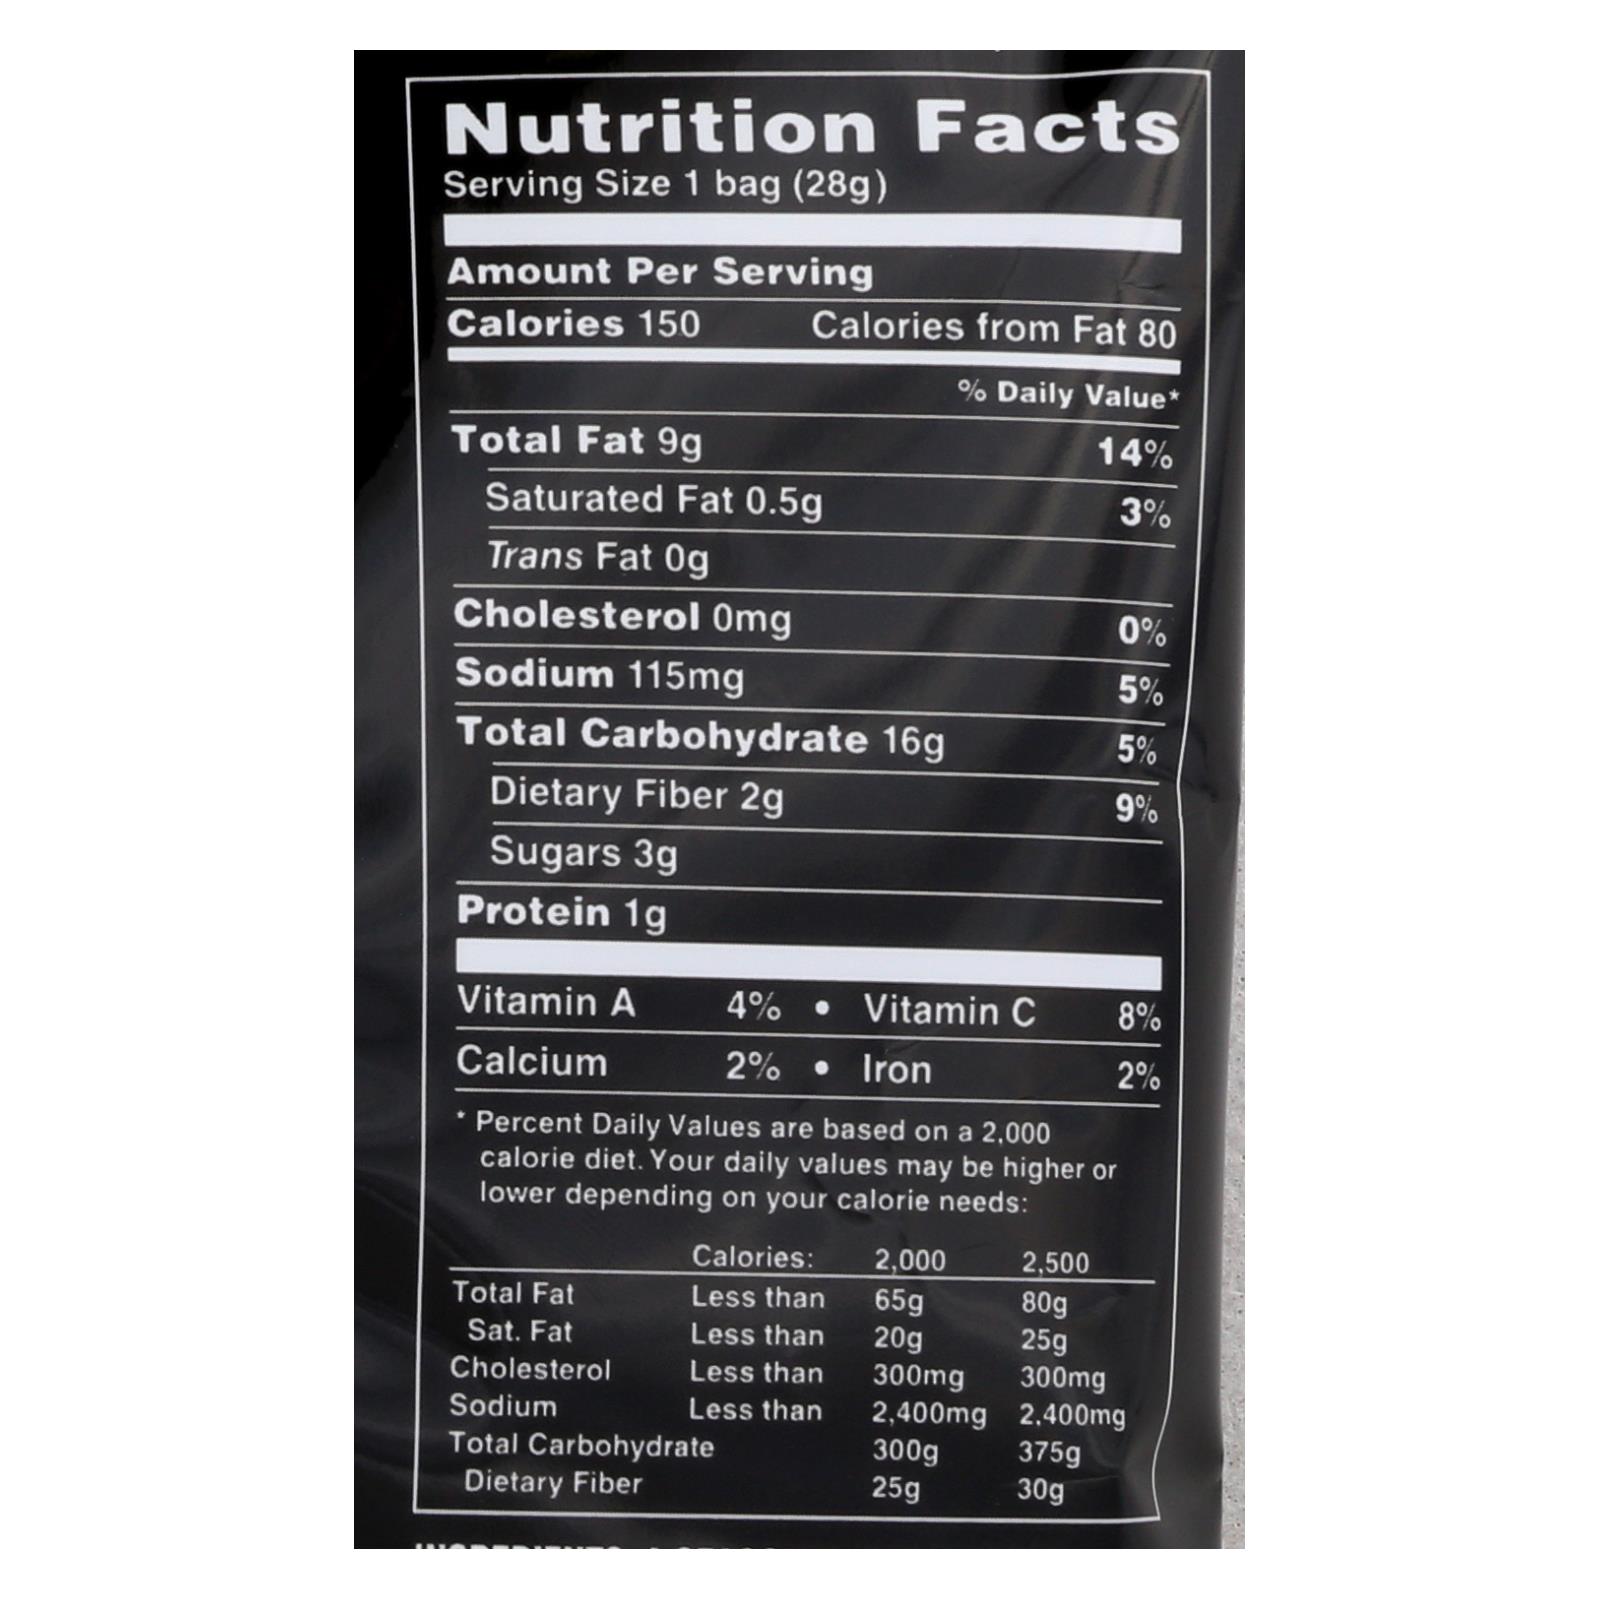 Nutrition Facts
Serving Size 1 bag (28g)
Amount Per Serving
Calories 150 Calories from Fat 80
% Daily Value*
Total Fat 9g 14%
Saturated Fat 0.5g 3%
Trans Fat 0g
Cholesterol 0mg 0%
Sodium 115mg 5%
Total Carbohydrate 16g 5%
Dietary Fiber 2g 9%
Sugars 3g
Protein 1g
Vitamin A 4% • Vitamin C 8%
Calcium 2% • Iron 2%
* Percent Daily Values are based on a 2,000
calorie diet. Your daily values may be higher or
lower depending on your calorie needs:
Calories: 2,000 2,500
Total Fat Less than 65g 80g
Sat. Fat Less than 20g 25g
Cholesterol Less than 300mg 300mg
Sodium Less than 2,400mg 2,400mg
Total Carbohydrate 300g 375g
Dietary Fiber 25g 30g